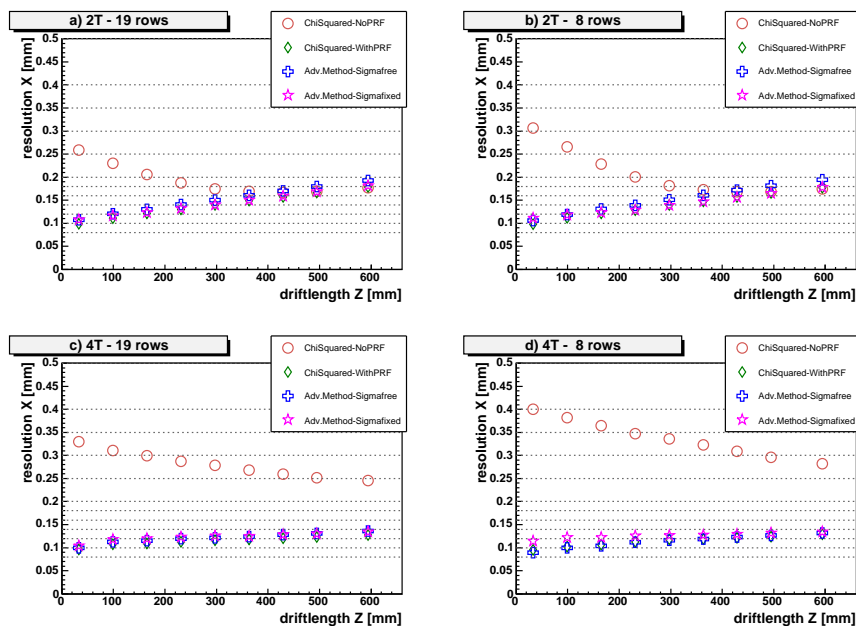 a) 2T - 19 rows
resolution X [mm]
0.5
0.45
0.4
0.35
0.3
0.25
0.2
0.15
0.1
0.05
0
0 100 200 300 400 500 600
driftlength Z [mm]
ChiSquared-NoPRF
ChiSquared-WithPRF
Adv.Method-Sigmafree
Adv.Method-Sigmafixed
b) 2T - 8 rows
resolution X [mm]
0.5
0.45
0.4
0.35
0.3
0.25
0.2
0.15
0.1
0.05
0
0 100 200 300 400 500 600
driftlength Z [mm]
ChiSquared-NoPRF
ChiSquared-WithPRF
Adv.Method-Sigmafree
Adv.Method-Sigmafixed
c) 4T - 19 rows
resolution X [mm]
0.5
0.45
0.4
0.35
0.3
0.25
0.2
0.15
0.1
0.05
0
0 100 200 300 400 500 600
driftlength Z [mm]
ChiSquared-NoPRF
ChiSquared-WithPRF
Adv.Method-Sigmafree
Adv.Method-Sigmafixed
d) 4T - 8 rows
resolution X [mm]
0.5
0.45
0.4
0.35
0.3
0.25
0.2
0.15
0.1
0.05
0
0 100 200 300 400 500 600
driftlength Z [mm]
ChiSquared-NoPRF
ChiSquared-WithPRF
Adv.Method-Sigmafree
Adv.Method-Sigmafixed